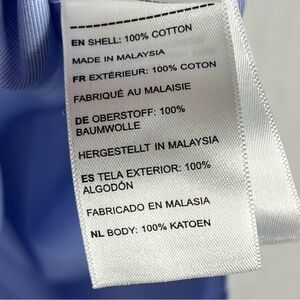 EN SHELL: 100% COTTON
MADE IN MALAYSIA
FR EXTÉRIEUR: 100% COTON
FABRIQUÉ AU MALAISIE
DE OBERSTOFF: 100%
BAUMWOLLE
HERGESTELLT IN MALAYSIA
ES TELA EXTERIOR: 100%
ALGODÓN
FABRICADO EN MALASIA
NL BODY: 100% KATOEN